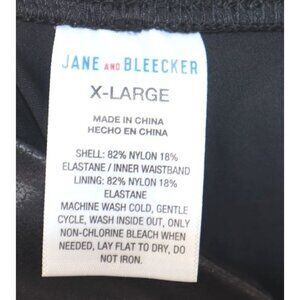 JANE AND BLEECKER
X-LARGE
MADE IN CHINA
HECHO EN CHINA
SHELL: 82% NYLON 18%
ELASTANE / INNER WAISTBAND
LINING: 82% NYLON 18%
ELASTANE
MACHINE WASH COLD, GENTLE
CYCLE, WASH INSIDE OUT, ONLY
NON-CHLORINE BLEACH WHEN
NEEDED, LAY FLAT TO DRY, DO
NOT IRON.